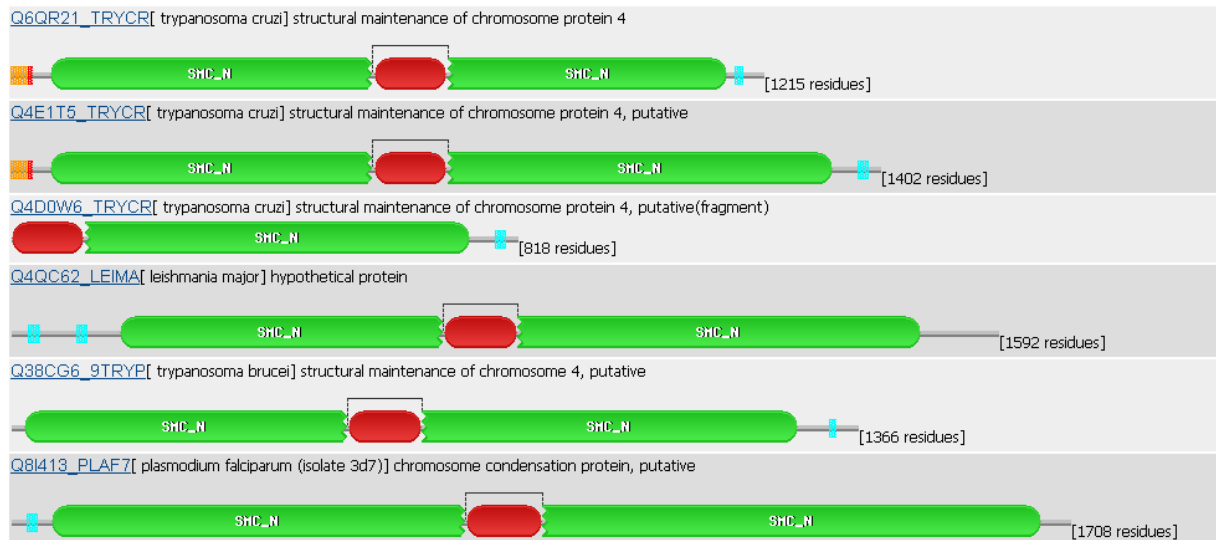 Q6QR21_TRYCR[ trypanosoma cruzi] structural maintenance of chromosome protein 4
SMC_N SMC_N [1215 residues]
Q4E1T5_TRYCR[ trypanosoma cruzi] structural maintenance of chromosome protein 4, putative
SMC_N SMC_N [1402 residues]
Q4D0W6_TRYCR[ trypanosoma cruzi] structural maintenance of chromosome protein 4, putative(fragment)
SMC_N [818 residues]
Q4QC62_LEIMA[ leishmania major] hypothetical protein
SMC_N SMC_N [1592 residues]
Q38CG6_9TRYP[ trypanosoma brucei] structural maintenance of chromosome 4, putative
SMC_N SMC_N [1366 residues]
Q8I413_PLAF7[ plasmodium falciparum (isolate 3d7)] chromosome condensation protein, putative
SMC_N SMC_N [1708 residues]